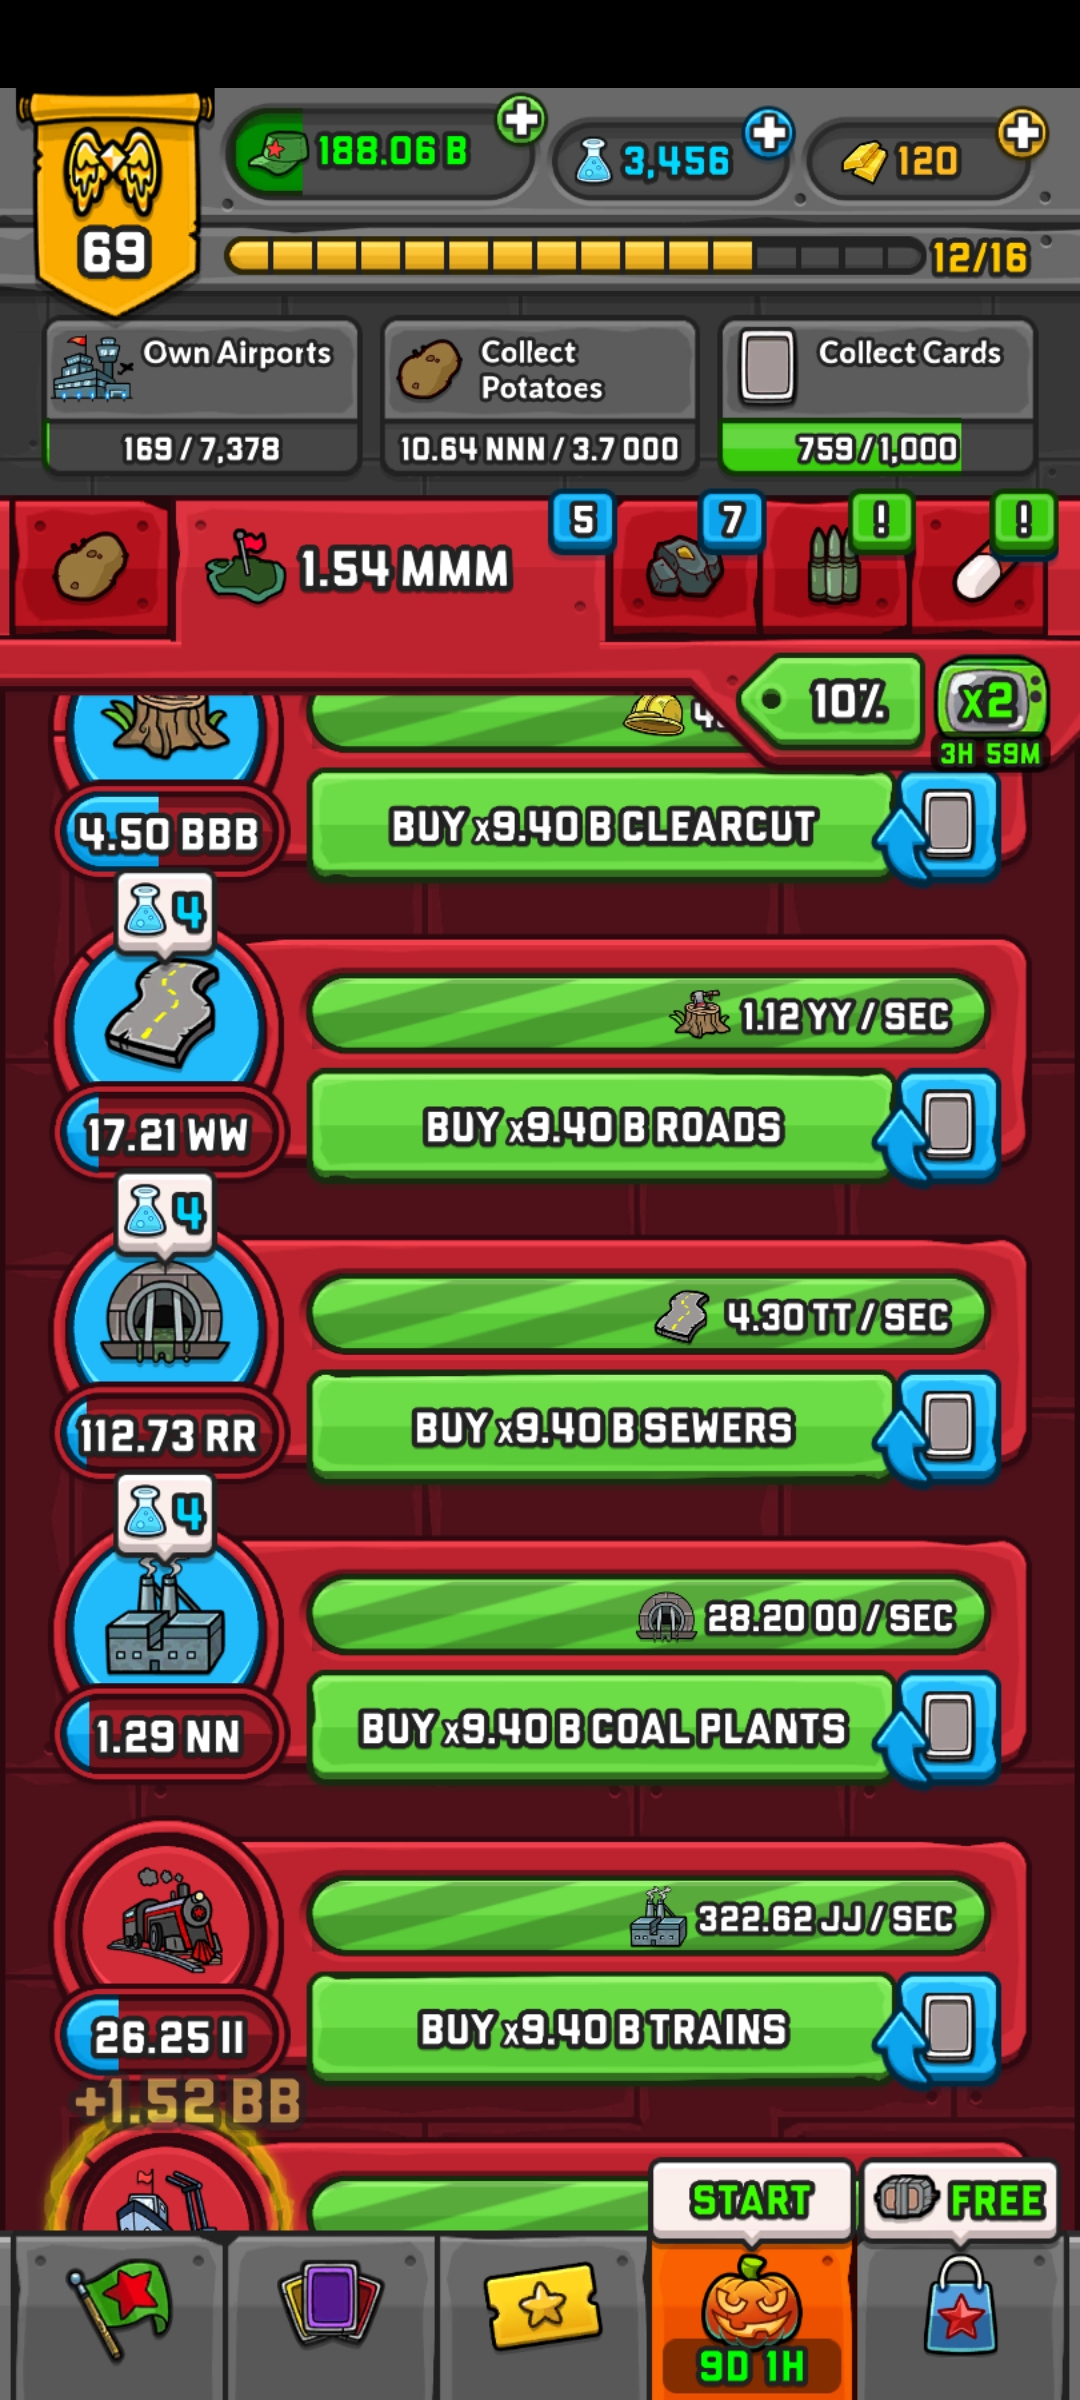 188.06 B
3,456
120
69
12/16
Own Airports
169 / 7,378
Collect
Potatoes
10.64 NNN / 3.7 OOO
Collect Cards
759 / 1,000
1.54 MMM
5
7
!
!
10%
x2
3H 59M
4.50 BBB
BUY x9.40 B CLEARCUT
4
1.12 YY / SEC
17.21 WW
BUY x9.40 B ROADS
4
4.30 TT / SEC
112.73 RR
BUY x9.40 B SEWERS
4
28.20 OO / SEC
1.29 NN
BUY x9.40 B COAL PLANTS
322.62 JJ / SEC
26.25 II
BUY x9.40 B TRAINS
+1.52 BB
START
FREE
9D 1H